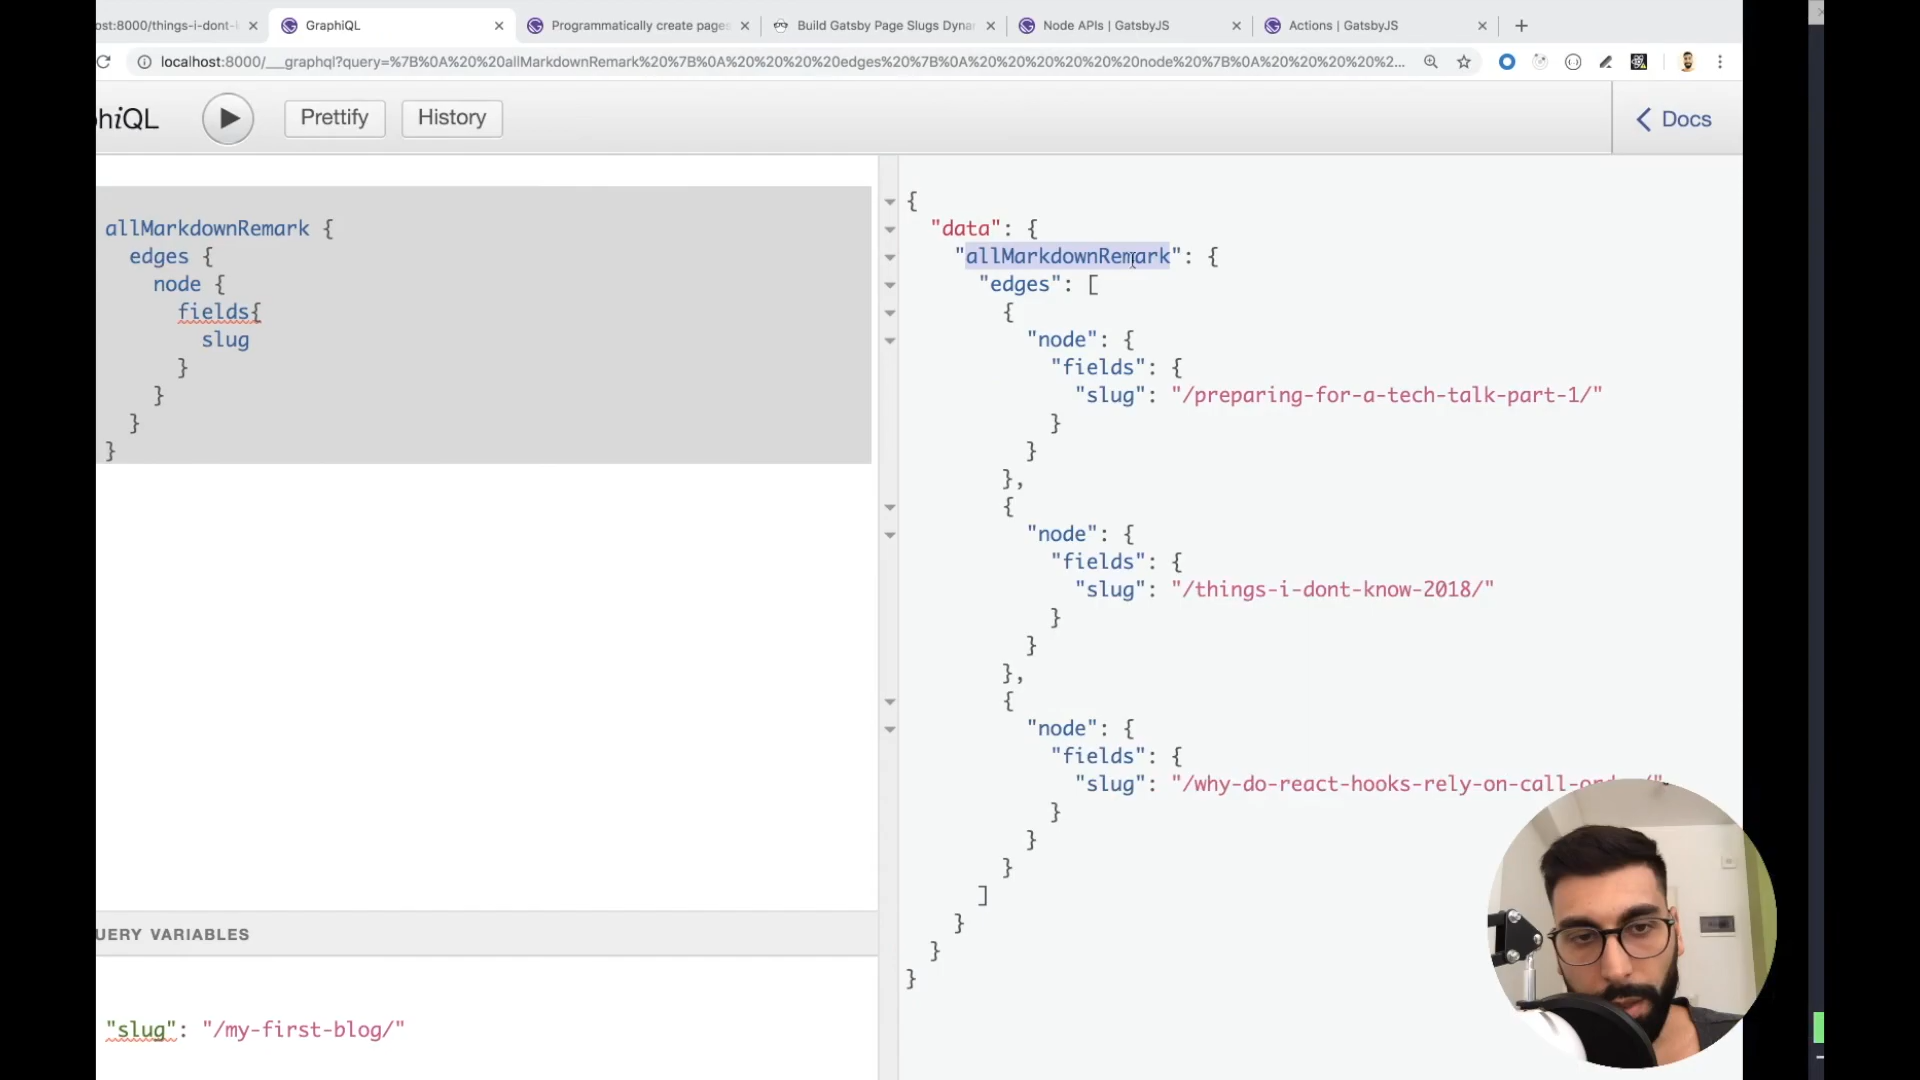 ost:8000/things-i-dont-
GraphiQL
Programmatically create pages
Build Gatsby Page Slugs Dynar
Node APIs | GatsbyJS
Actions | GatsbyJS
localhost:8000/___graphql?query=%7B%0A%20%20allMarkdownRemark%20%7B%0A%20%20%20%20edges%20%7B%0A%20%20%20%20%20%20node%20%7B%0A%20%20%20%20%2...
hiQL
Prettify
History
Docs
allMarkdownRemark {
edges {
node {
fields{
slug
}
}
}
}
{
"data": {
"allMarkdownRemark": {
"edges": [
{
"node": {
"fields": {
"slug": "/preparing-for-a-tech-talk-part-1/"
}
}
},
{
"node": {
"fields": {
"slug": "/things-i-dont-know-2018/"
}
}
},
{
"node": {
"fields": {
"slug": "/why-do-react-hooks-rely-on-call-
}
}
}
]
}
}
}
UERY VARIABLES
"slug": "/my-first-blog/"